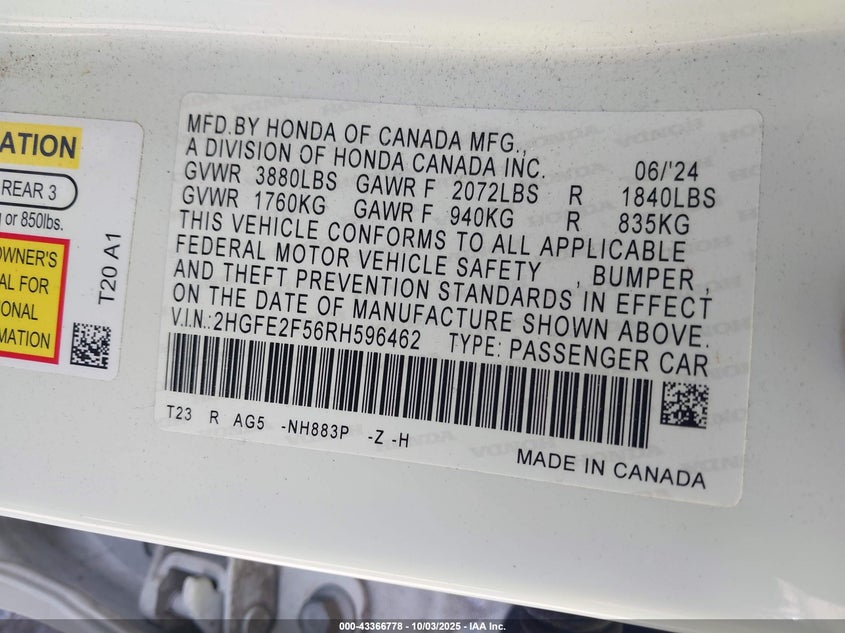 ATION
REAR 3
or 850lbs.
OWNER'S
AL FOR
IONAL
MATION
T20 A1
MFD.BY HONDA OF CANADA MFG.,
A DIVISION OF HONDA CANADA INC. 06/'24
GVWR 3880LBS GAWR F 2072LBS R 1840LBS
GVWR 1760KG GAWR F 940KG R 835KG
THIS VEHICLE CONFORMS TO ALL APPLICABLE
FEDERAL MOTOR VEHICLE SAFETY , BUMPER
AND THEFT PREVENTION STANDARDS IN EFFECT
ON THE DATE OF MANUFACTURE SHOWN ABOVE.
V.I.N.:2HGFE2F56RH596462 TYPE: PASSENGER CAR
T23 R AG5 -NH883P -Z -H
MADE IN CANADA
000-43366778 - 10/03/2025 - IAA Inc.